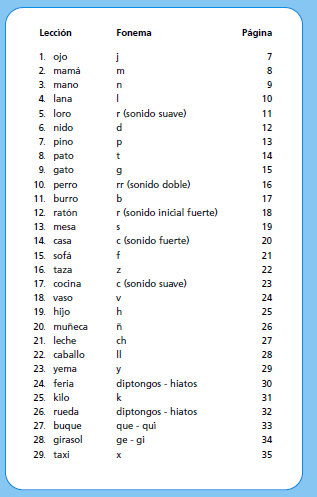 Lección Fonema Página
1. ojo j 7
2. mamá m 8
3. mano n 9
4. lana l 10
5. loro r (sonido suave) 11
6. nido d 12
7. pino p 13
8. pato t 14
9. gato g 15
10. perro rr (sonido doble) 16
11. burro b 17
12. ratón r (sonido inicial fuerte) 18
13. mesa s 19
14. casa c (sonido fuerte) 20
15. sofá f 21
16. taza z 22
17. cocina c (sonido suave) 23
18. vaso v 24
19. hijo h 25
20. muñeca ñ 26
21. leche ch 27
22. caballo ll 28
23. yema y 29
24. feria diptongos - hiatos 30
25. kilo k 31
26. rueda diptongos - hiatos 32
27. buque que - qui 33
28. girasol ge - gi 34
29. taxi x 35